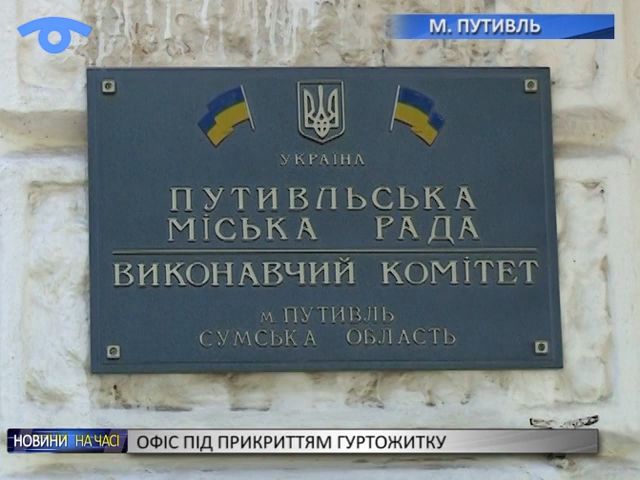 М. ПУТИВЛЬ
УКРАЇНА
ПУТИВЛЬСЬКА
МІСЬКА РАДА
ВИКОНАВЧИЙ КОМІТЕТ
м. ПУТИВЛЬ
СУМСЬКА ОБЛАСТЬ
НОВИНИ НА ЧАСІ ОФІС ПІД ПРИКРИТТЯМ ГУРТОЖИТКУ